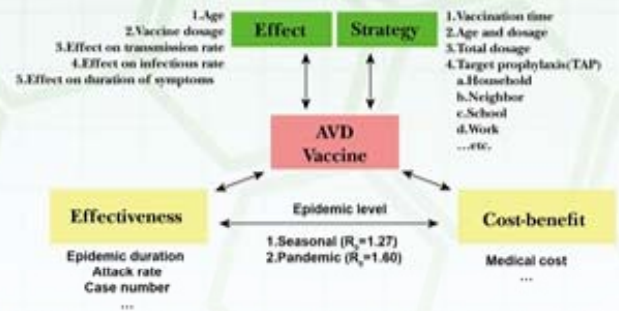 1.Age
2.Vaccine dosage
3.Effect on transmission rate
4.Effect on infectious rate
5.Effect on duration of symptoms
Effect
Strategy
1.Vaccination time
2.Age and dosage
3.Total dosage
4.Target prophylaxis(TAP)
a.Household
b.Neighbor
c.School
d.Work
...etc.
AVD
Vaccine
Effectiveness
Epidemic duration
Attack rate
Case number
...
Epidemic level
1.Seasonal (R₀=1.27)
2.Pandemic (R₀=1.60)
Cost-benefit
Medical cost
...